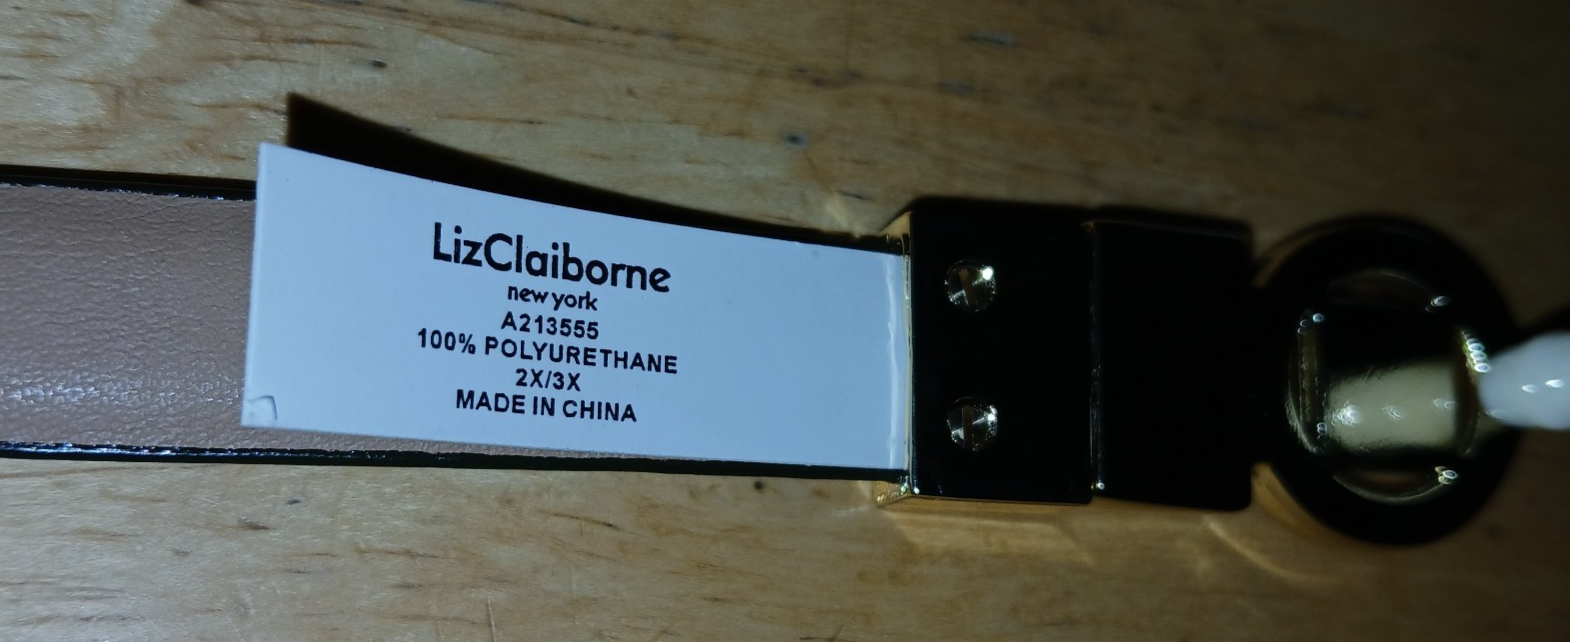 LizClaiborne
new york
A213555
100% POLYURETHANE
2X/3X
MADE IN CHINA